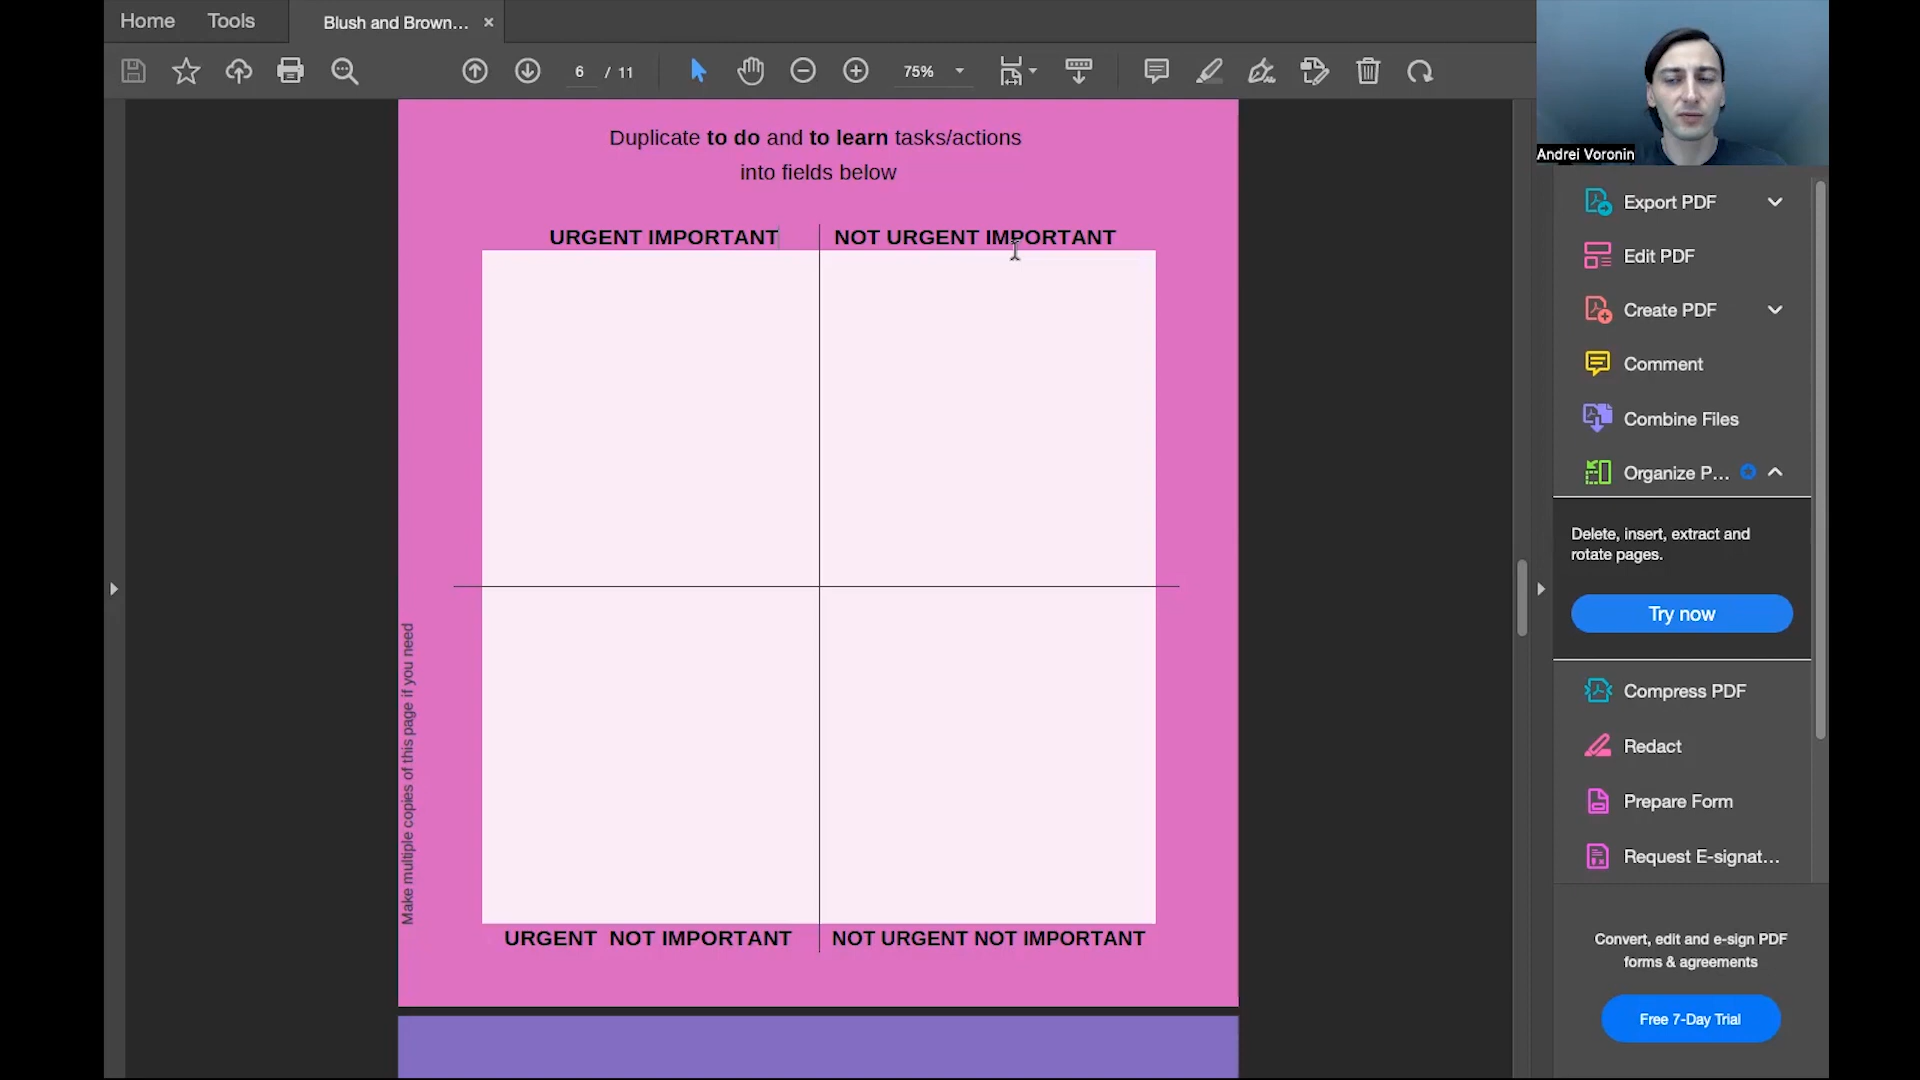 Home
Tools
Blush and Brown...
6 / 11
75%
Andrei Voronin
Duplicate to do and to learn tasks/actions
into fields below
URGENT IMPORTANT
NOT URGENT IMPORTANT
Make multiple copies of this page if you need
URGENT  NOT IMPORTANT
NOT URGENT NOT IMPORTANT
Export PDF
Edit PDF
Create PDF
Comment
Combine Files
Organize P...
Delete, insert, extract and
rotate pages.
Try now
Compress PDF
Redact
Prepare Form
Request E-signat...
Convert, edit and e-sign PDF
forms & agreements
Free 7-Day Trial